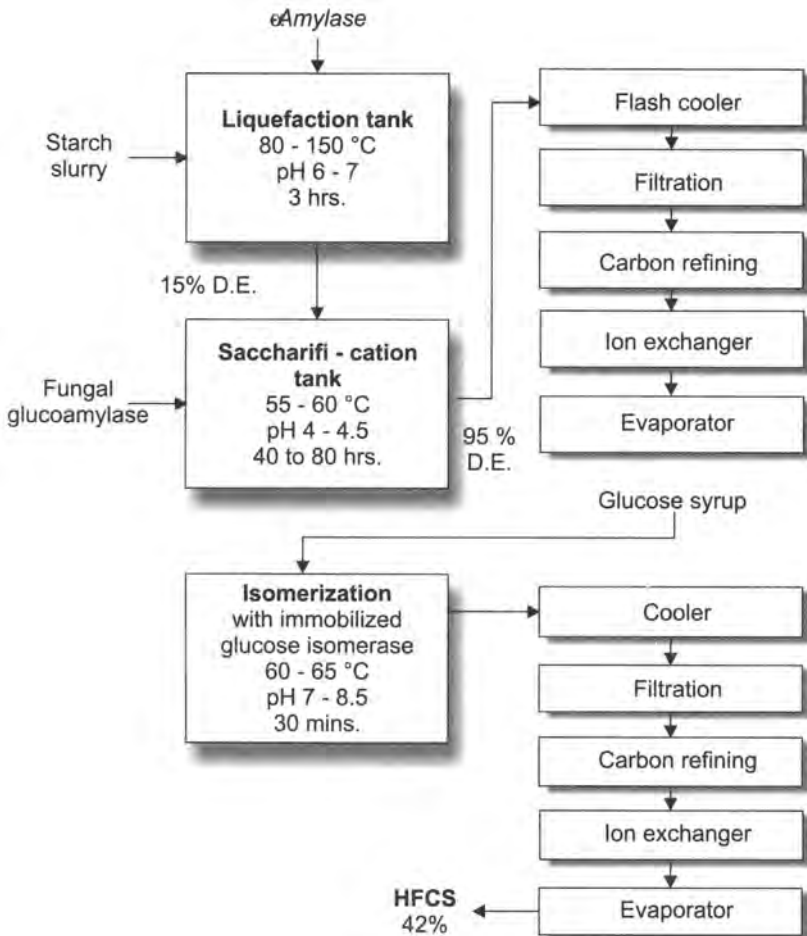 αAmylase
Liquefaction tank
80 - 150 °C
pH 6 - 7
3 hrs.
Starch
slurry
15% D.E.
Saccharifi - cation
tank
55 - 60 °C
pH 4 - 4.5
40 to 80 hrs.
Fungal
glucoamylase
95 %
D.E.
Flash cooler
Filtration
Carbon refining
Ion exchanger
Evaporator
Glucose syrup
Isomerization
with immobilized
glucose isomerase
60 - 65 °C
pH 7 - 8.5
30 mins.
Cooler
Filtration
Carbon refining
Ion exchanger
Evaporator
HFCS
42%